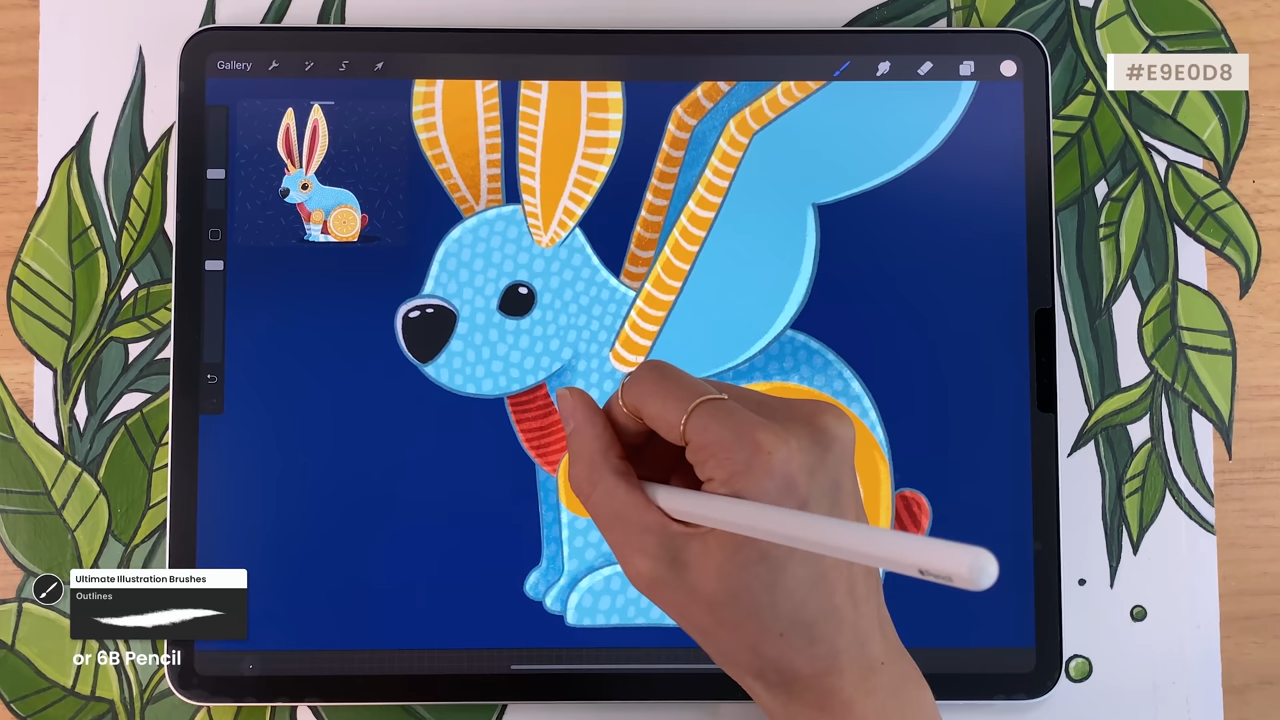 Gallery
#E9E0D8
Ultimate Illustration Brushes
Outlines
or 6B Pencil